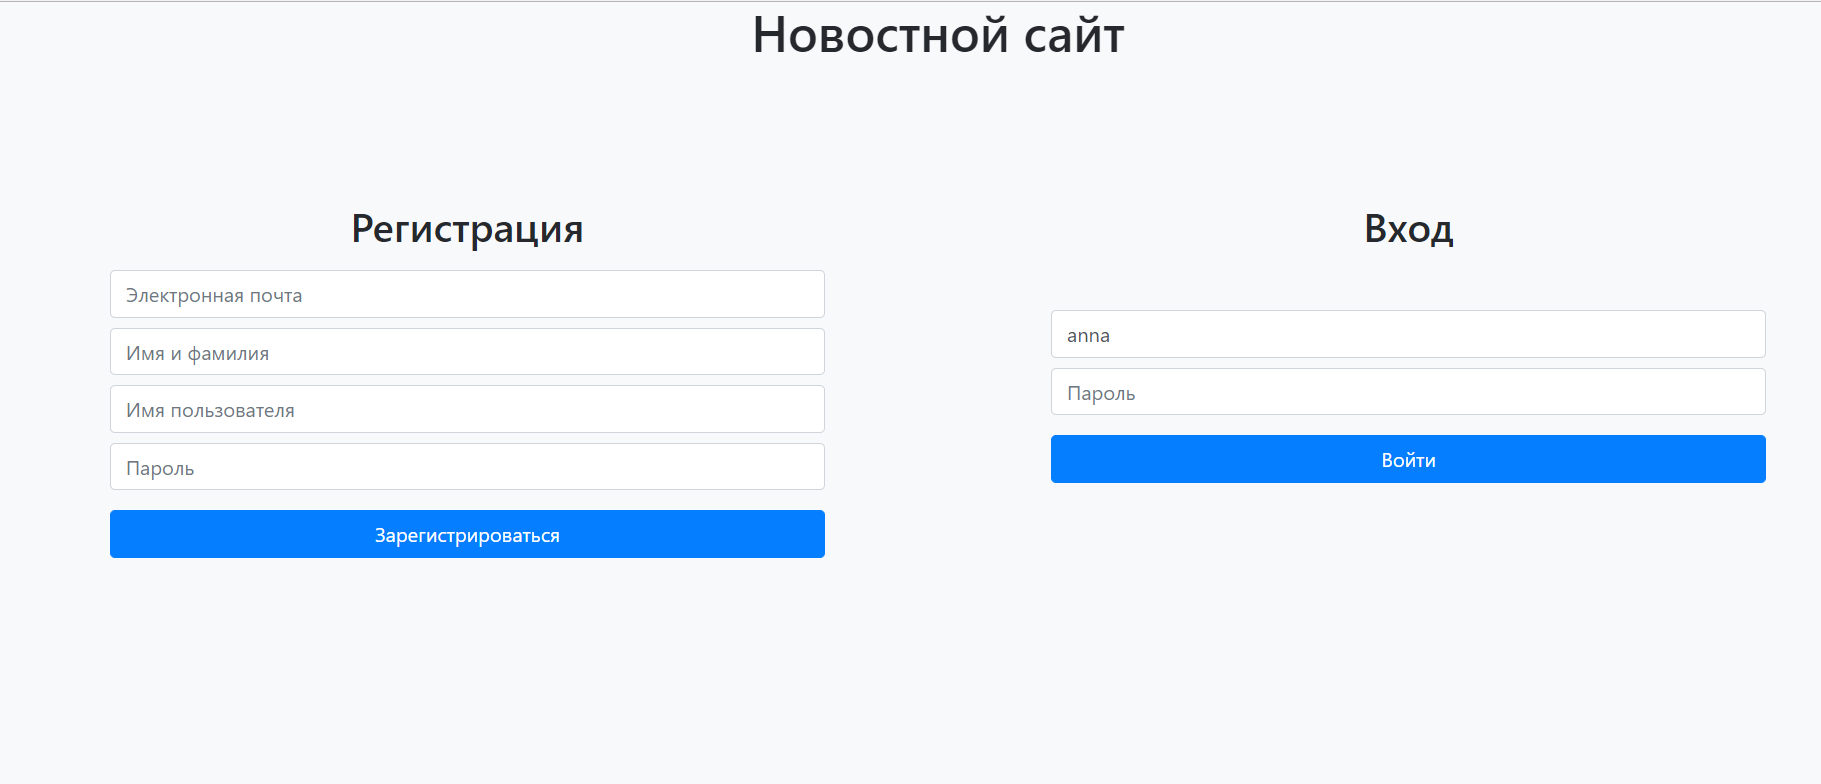 Новостной сайт
Регистрация
Электронная почта
Имя и фамилия
Имя пользователя
Пароль
Зарегистрироваться
Вход
anna
Пароль
Войти